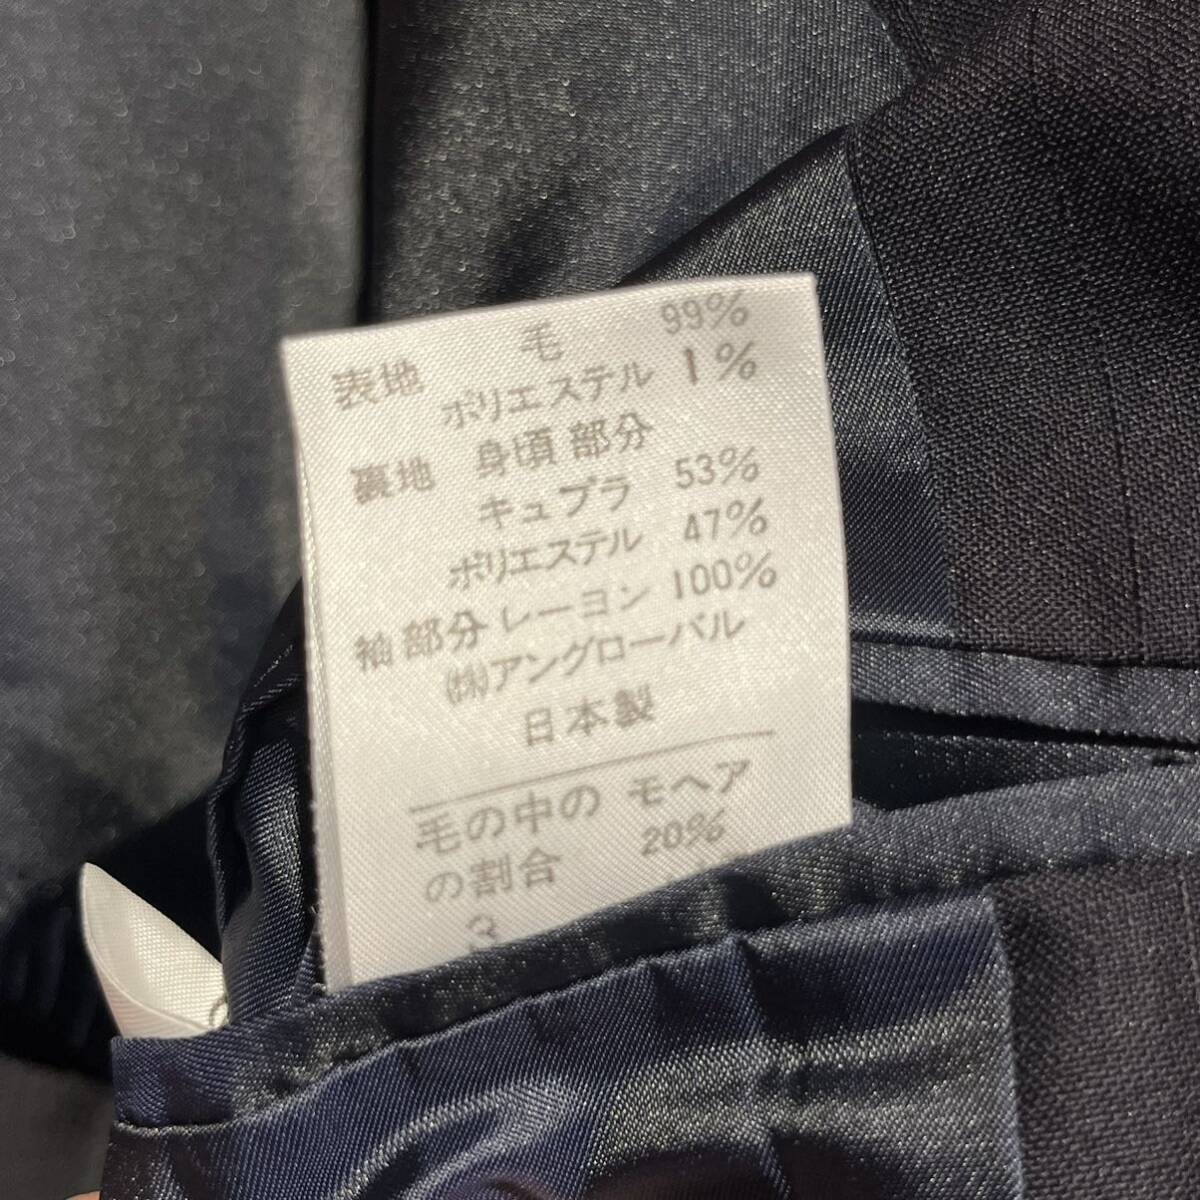 表地 毛 99%
ポリエステル 1%
裏地 身頃部分
キュプラ 53%
ポリエステル 47%
袖部分 レーヨン 100%
㈱アングローバル
日本製
毛の中の モヘア
の割合 20%